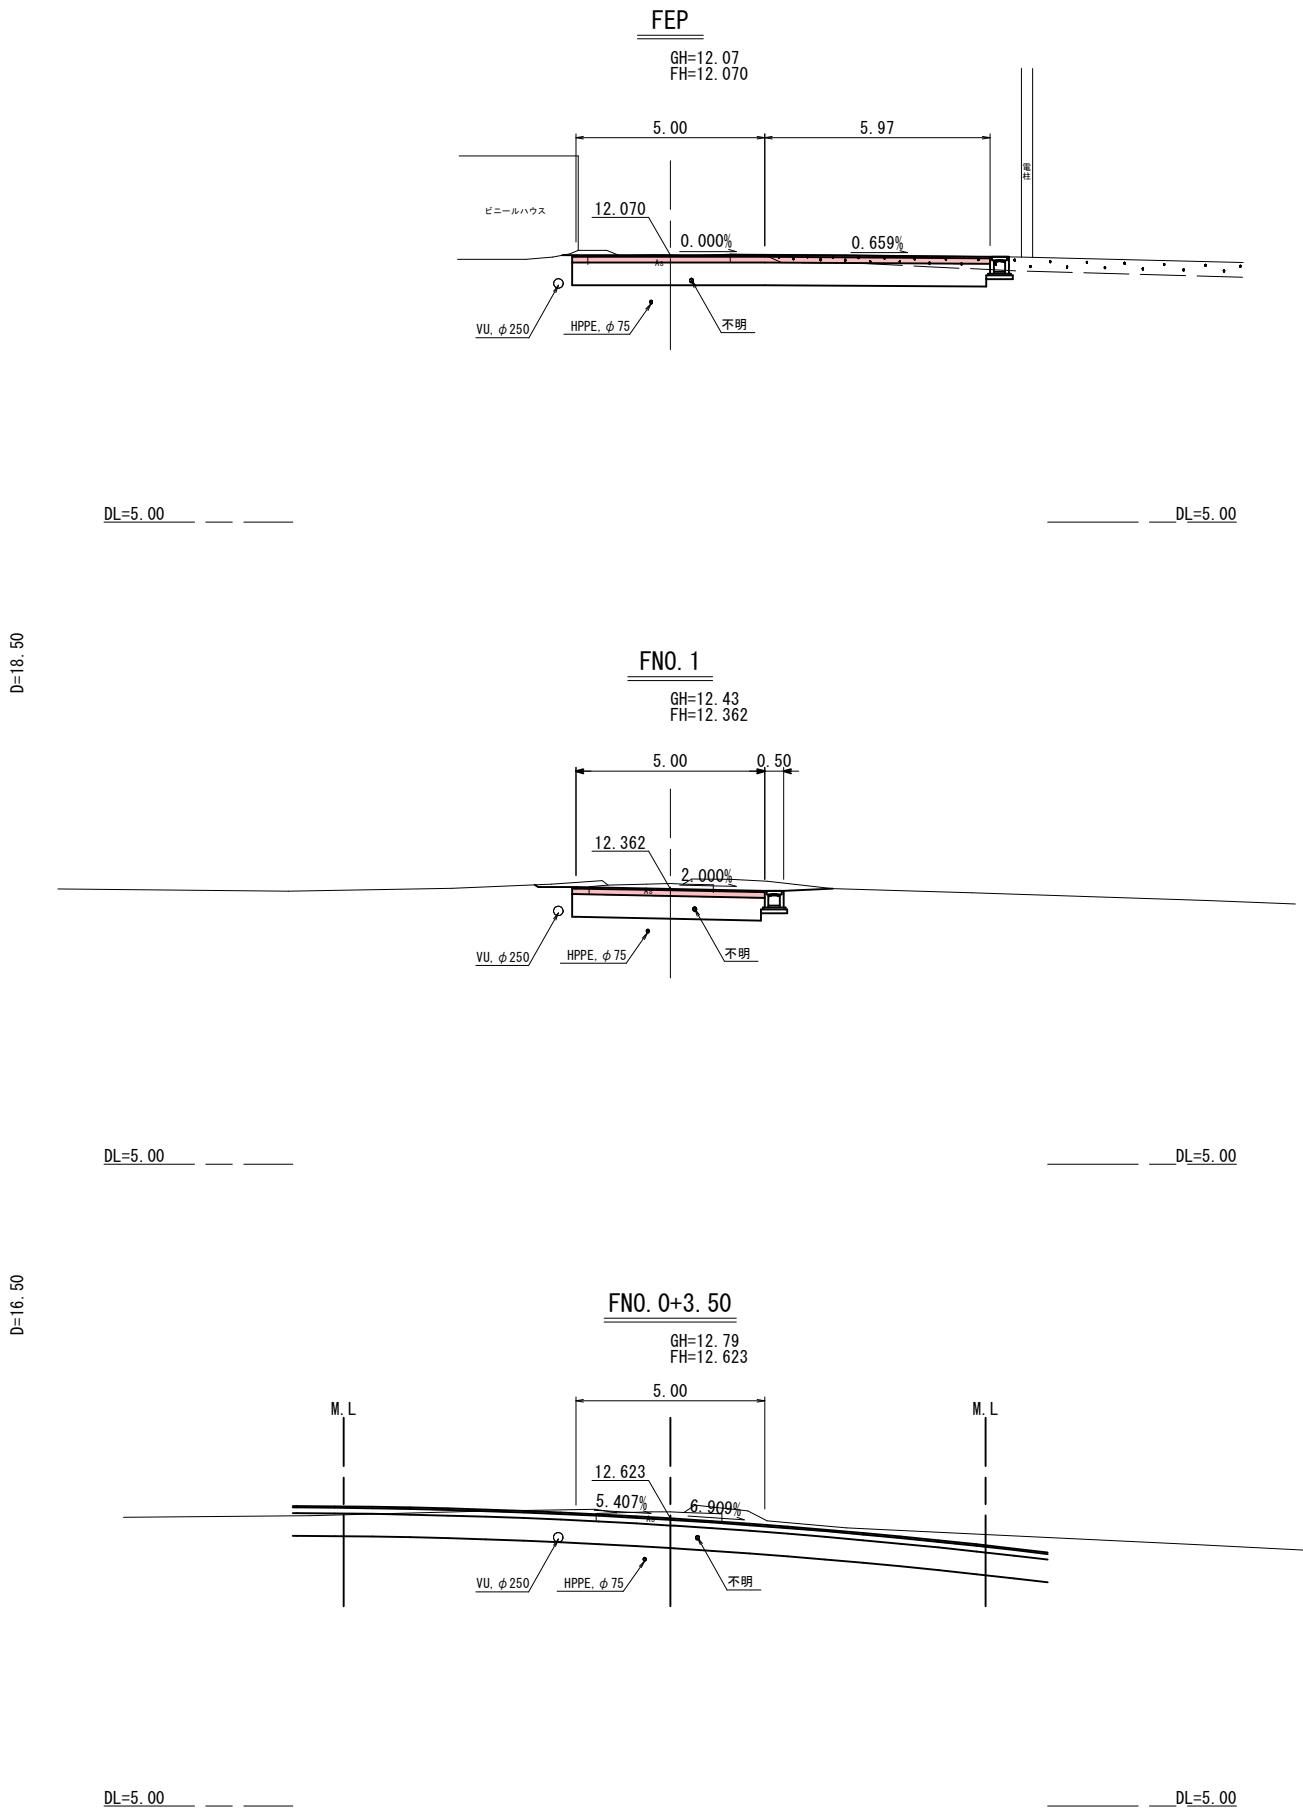 FEP
GH=12.07
FH=12.070
5.00
5.97
電柱
ビニールハウス
12.070
0.000%
0.659%
As
VU, φ250
HPPE, φ75
不明
DL=5.00
DL=5.00
D=18.50
FNO. 1
GH=12.43
FH=12.362
5.00
0.50
12.362
2.000%
As
VU, φ250
HPPE, φ75
不明
DL=5.00
DL=5.00
D=16.50
FNO. 0+3.50
GH=12.79
FH=12.623
5.00
M.L
M.L
12.623
5.407%
6.909%
As
VU, φ250
HPPE, φ75
不明
DL=5.00
DL=5.00